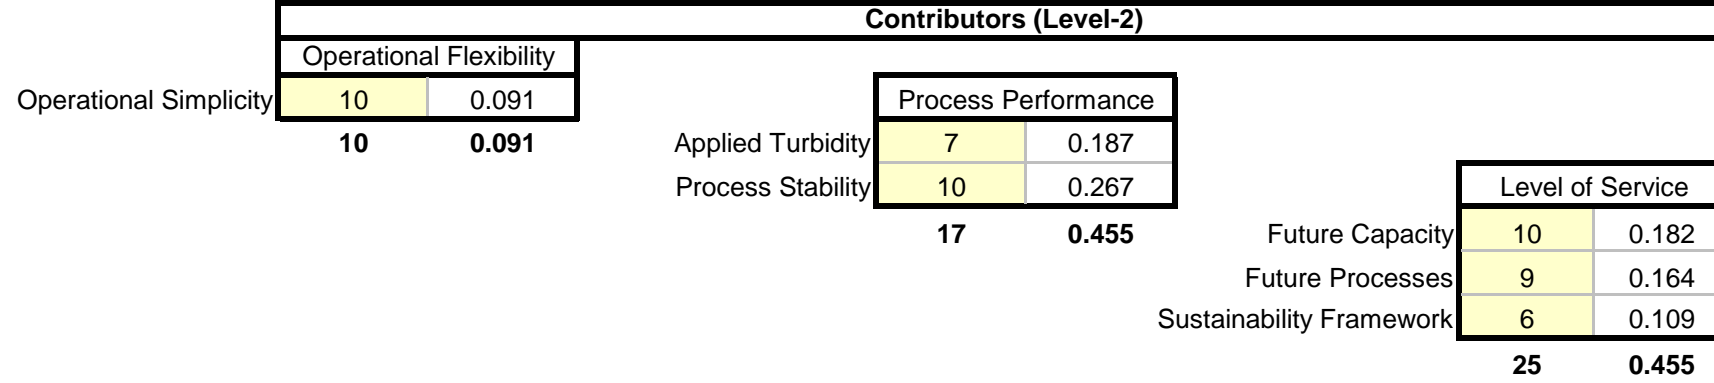 Contributors (Level-2)
Operational Flexibility
Operational Simplicity 10 0.091
10 0.091
Process Performance
Applied Turbidity 7 0.187
Process Stability 10 0.267
17 0.455
Level of Service
Future Capacity 10 0.182
Future Processes 9 0.164
Sustainability Framework 6 0.109
25 0.455